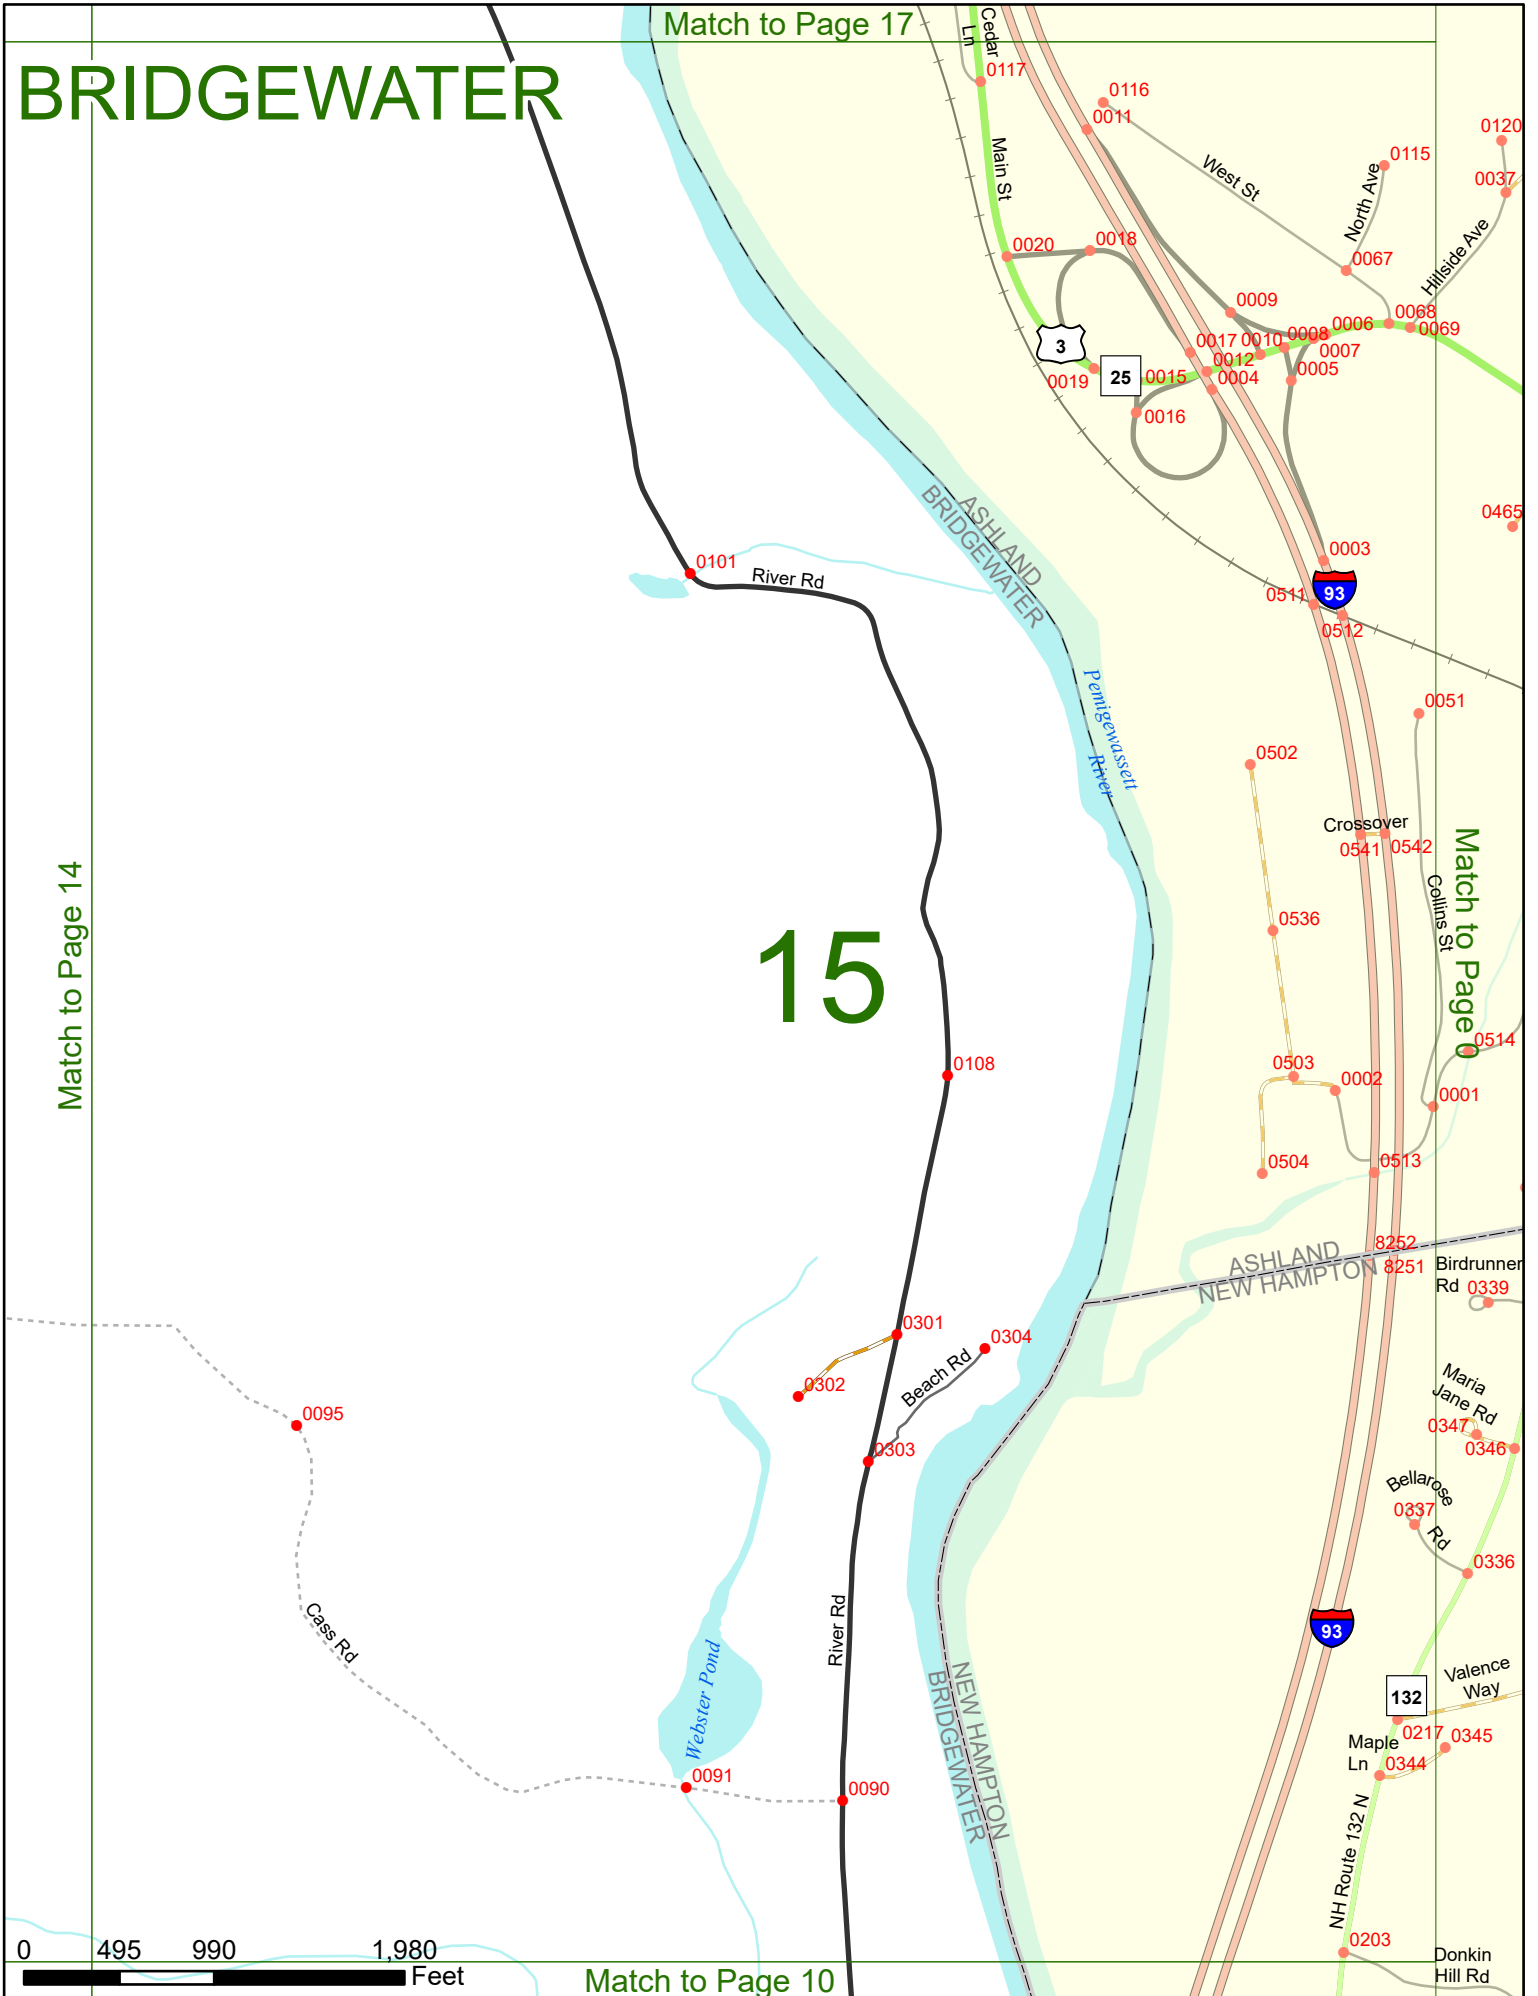 Match to Page 17
BRIDGEWATER
Cedar
Ln
0117
0116
0011
0120
0115
0037
Main St
West St
North Ave
Hillside Ave
0020
0018
0067
0009
0006
0068
0069
0017
0010
0008
0007
3
0012
0019
25
0015
0004
0005
0016
0465
ASHLAND
BRIDGEWATER
0003
0101
River Rd
93
0511
0512
Pemigewassett
River
0051
0502
Crossover
0541
0542
Match to Page 14
Match to Page 0
Collins St
15
0536
0514
0108
0503
0002
0001
0504
0513
8252
ASHLAND
NEW HAMPTON
8251
Birdrunner
Rd
0339
0301
0304
Beach Rd
0302
Maria
Jane Rd
0347
0346
0095
0303
Bellarose
Rd
0337
0336
Cass Rd
River Rd
93
Webster Pond
NEW HAMPTON
BRIDGEWATER
Valence
Way
132
0217
0345
Maple
Ln
0344
0091
0090
NH Route 132 N
0203
Donkin
Hill Rd
0
495
990
1,980
Feet
Match to Page 10